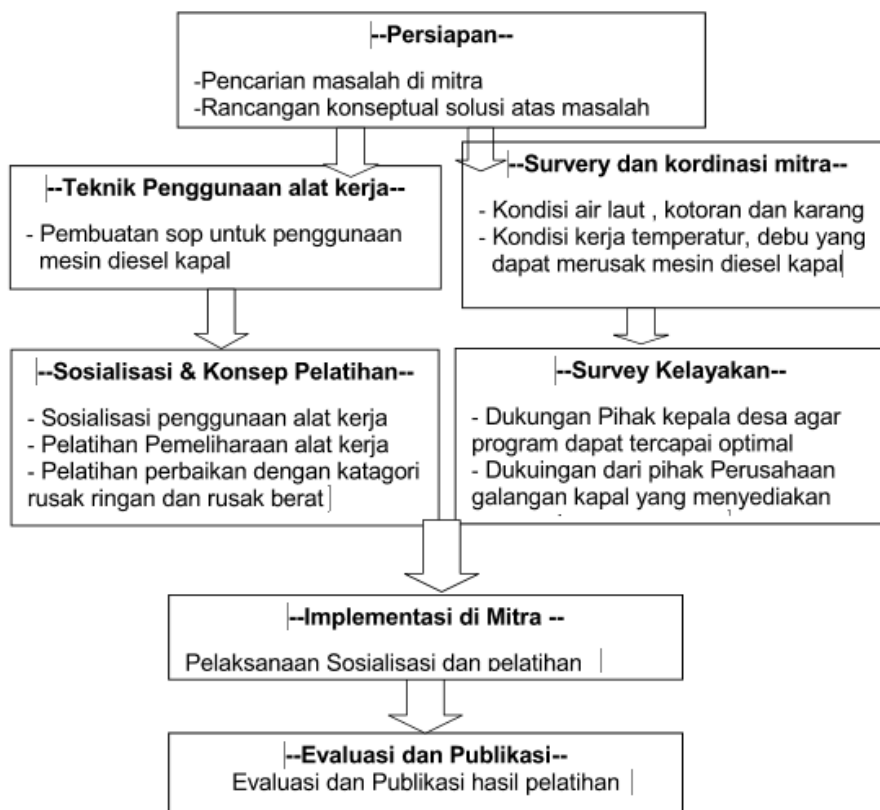 --Persiapan--
-Pencarian masalah di mitra
-Rancangan konseptual solusi atas masalah
--Teknik Penggunaan alat kerja--
- Pembuatan sop untuk penggunaan
mesin diesel kapal
--Survery dan kordinasi mitra--
- Kondisi air laut , kotoran dan karang
- Kondisi kerja temperatur, debu yang
dapat merusak mesin diesel kapal
--Sosialisasi & Konsep Pelatihan--
- Sosialisasi penggunaan alat kerja
- Pelatihan Pemeliharaan alat kerja
- Pelatihan perbaikan dengan katagori
rusak ringan dan rusak berat
--Survey Kelayakan--
- Dukungan Pihak kepala desa agar
program dapat tercapai optimal
- Dukuingan dari pihak Perusahaan
galangan kapal yang menyediakan
--Implementasi di Mitra --
Pelaksanaan Sosialisasi dan pelatihan
--Evaluasi dan Publikasi--
Evaluasi dan Publikasi hasil pelatihan